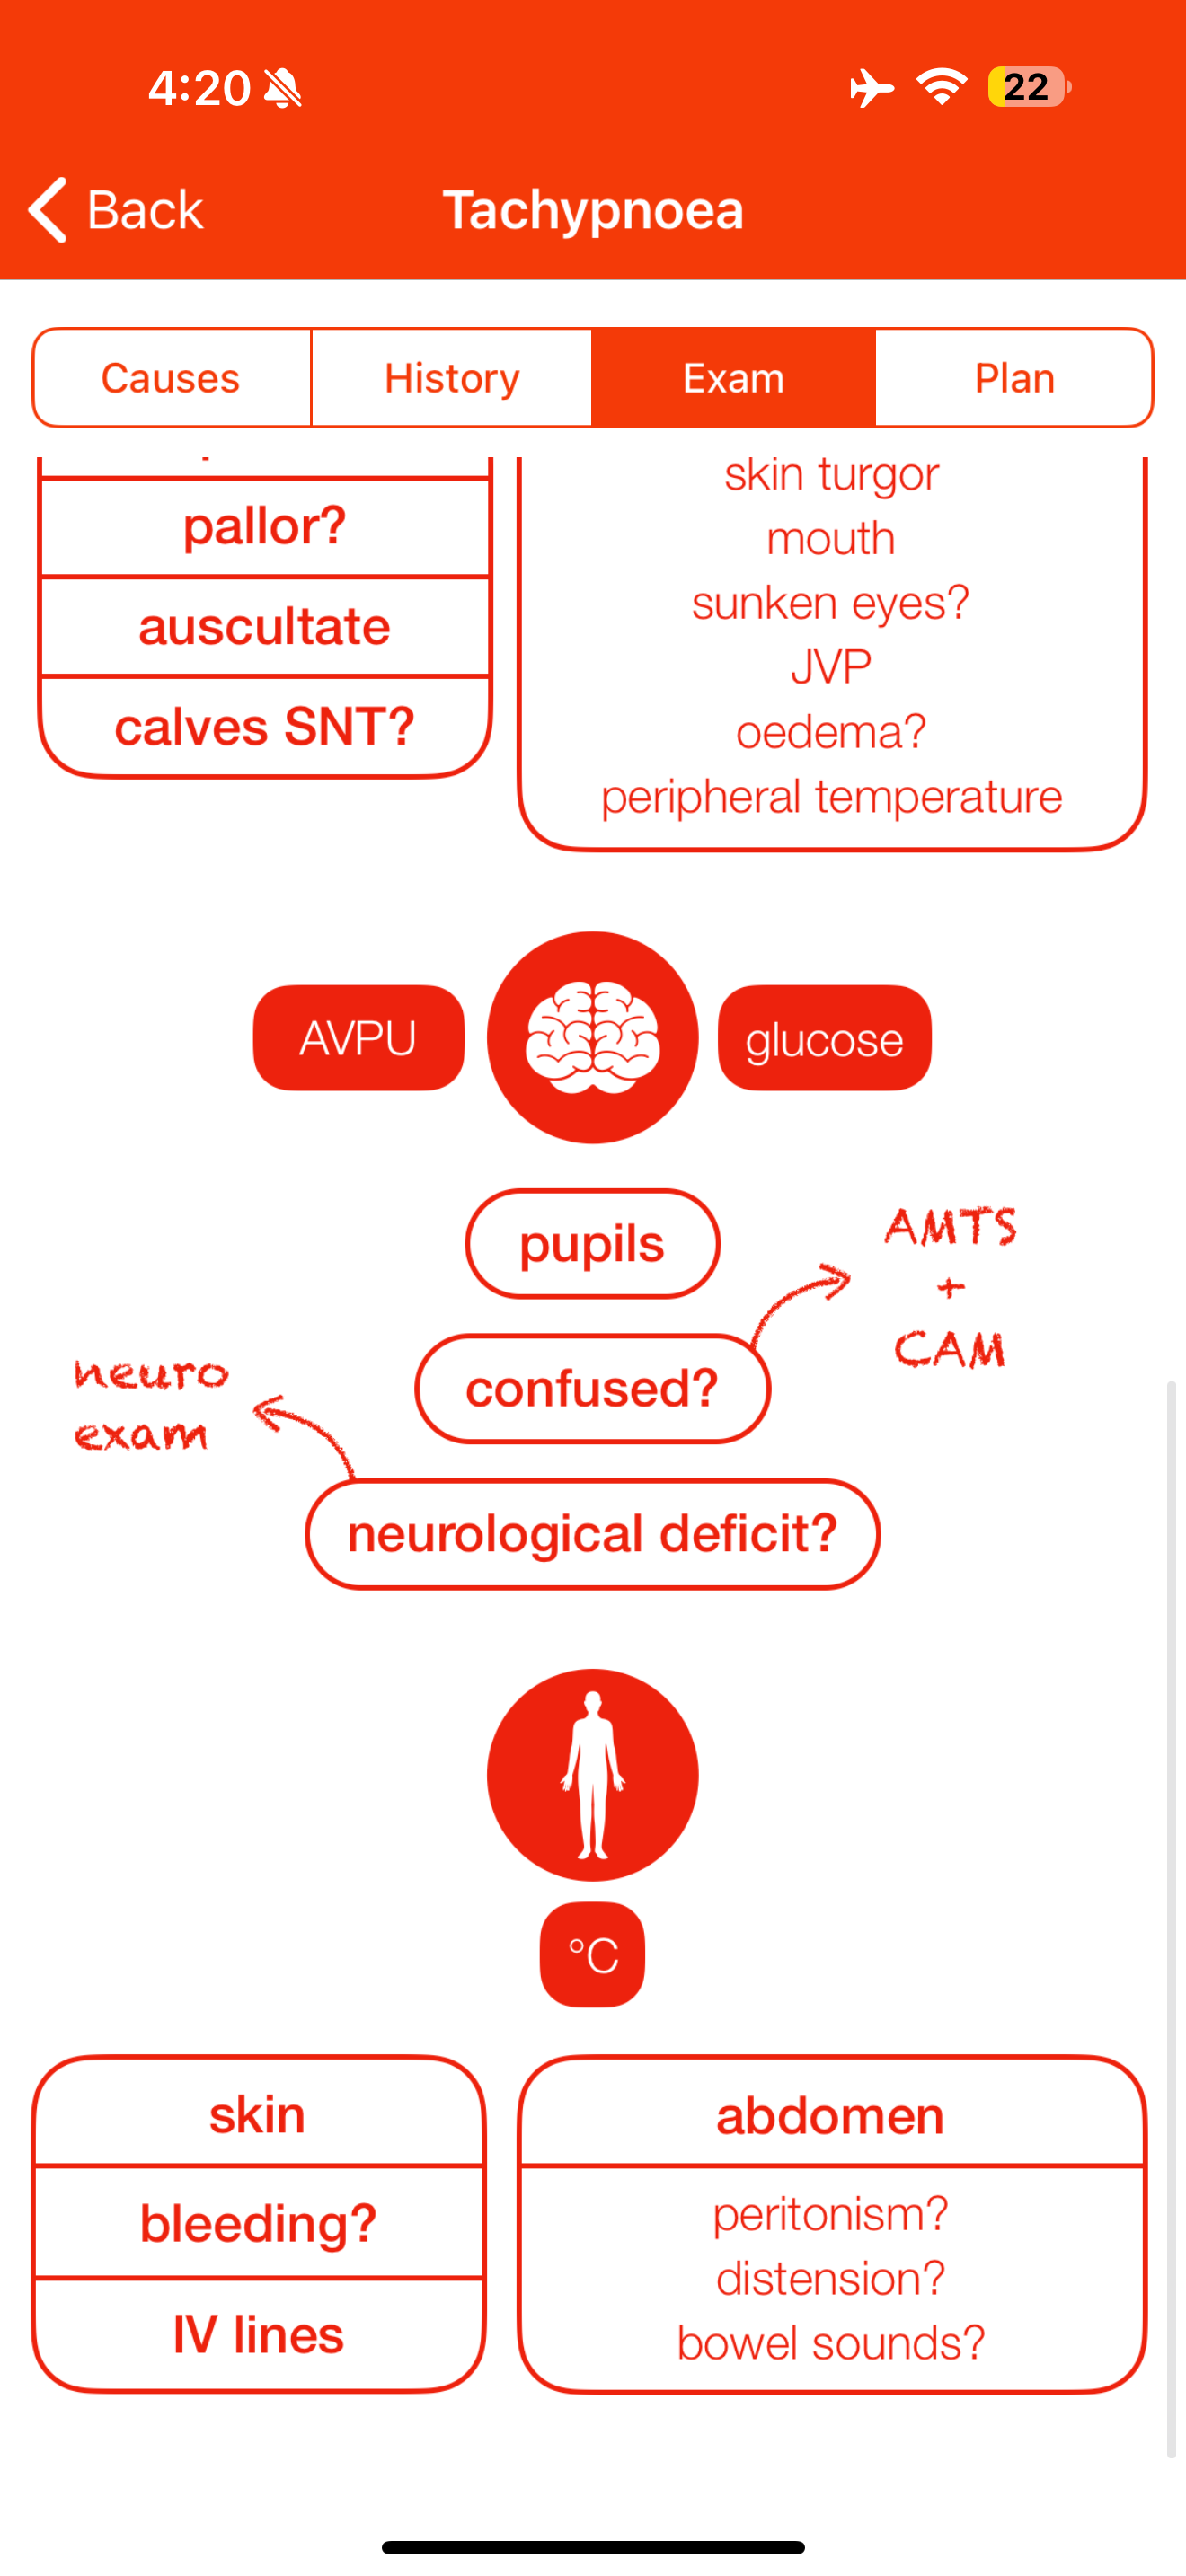 4:20
22
Back
Tachypnoea
Causes
History
Exam
Plan
pallor?
auscultate
calves SNT?
skin turgor
mouth
sunken eyes?
JVP
oedema?
peripheral temperature
AVPU
glucose
pupils
AMTS
+
CAM
confused?
neuro
exam
neurological deficit?
°C
skin
bleeding?
IV lines
abdomen
peritonism?
distension?
bowel sounds?